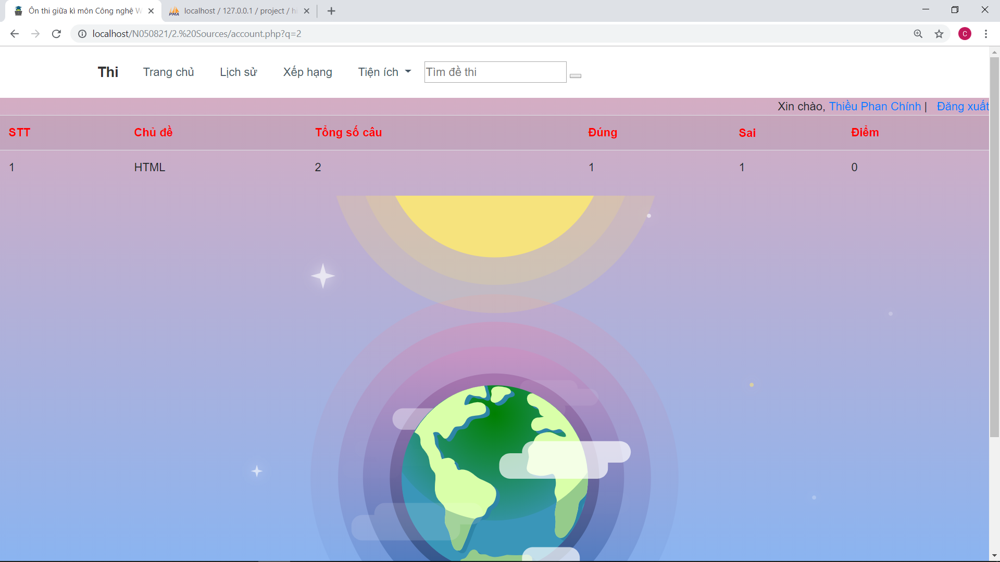 Ôn thi giữa kì môn Công nghệ W
PMA localhost / 127.0.0.1 / project / hi
localhost/N050821/2.%20Sources/account.php?q=2
C
Thi Trang chủ Lịch sử Xếp hạng Tiện ích Tìm đề thi
Xin chào, Thiều Phan Chính | Đăng xuất
STT Chủ đề Tổng số câu Đúng Sai Điểm
1 HTML 2 1 1 0